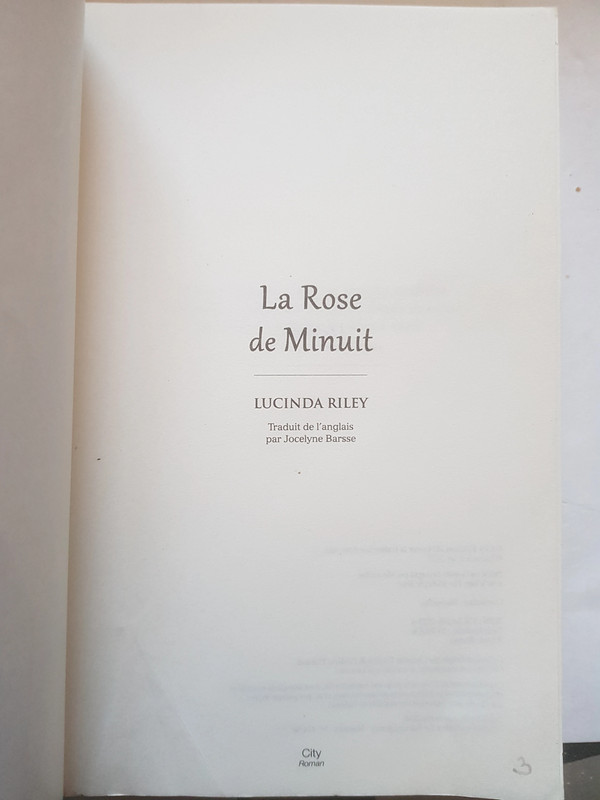 La Rose
de Minuit
LUCINDA RILEY
Traduit de l'anglais
par Jocelyne Barsse
City
Roman
3